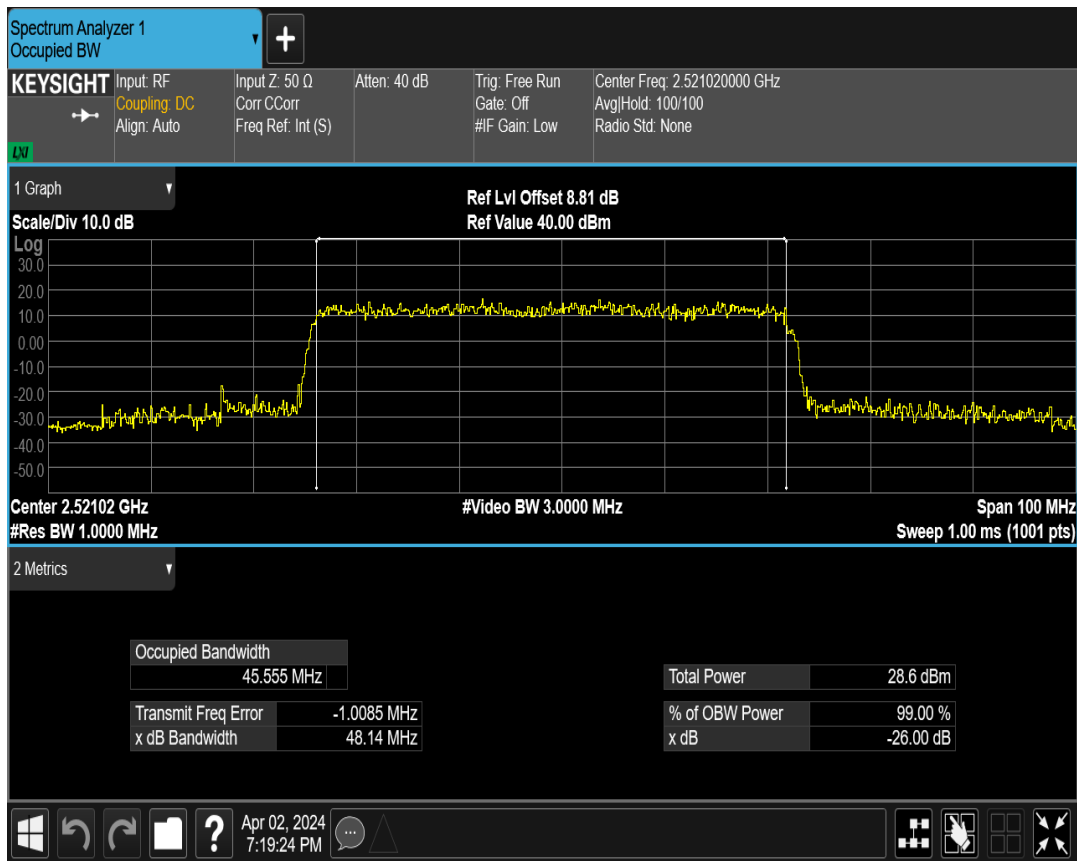 Spectrum Analyzer 1
Occupied BW
+
KEYSIGHT
LXI
Input: RF
Coupling: DC
Align: Auto
Input Z: 50 Ω
Corr CCorr
Freq Ref: Int (S)
Atten: 40 dB
Trig: Free Run
Gate: Off
#IF Gain: Low
Center Freq: 2.521020000 GHz
Avg|Hold: 100/100
Radio Std: None
1 Graph
Scale/Div 10.0 dB
Ref Lvl Offset 8.81 dB
Ref Value 40.00 dBm
Log
30.0
20.0
10.0
0.00
-10.0
-20.0
-30.0
-40.0
-50.0
Center 2.52102 GHz
#Video BW 3.0000 MHz
Span 100 MHz
#Res BW 1.0000 MHz
Sweep 1.00 ms (1001 pts)
2 Metrics
Occupied Bandwidth
45.555 MHz
Transmit Freq Error -1.0085 MHz
x dB Bandwidth 48.14 MHz
Total Power 28.6 dBm
% of OBW Power 99.00 %
x dB -26.00 dB
?
Apr 02, 2024
7:19:24 PM